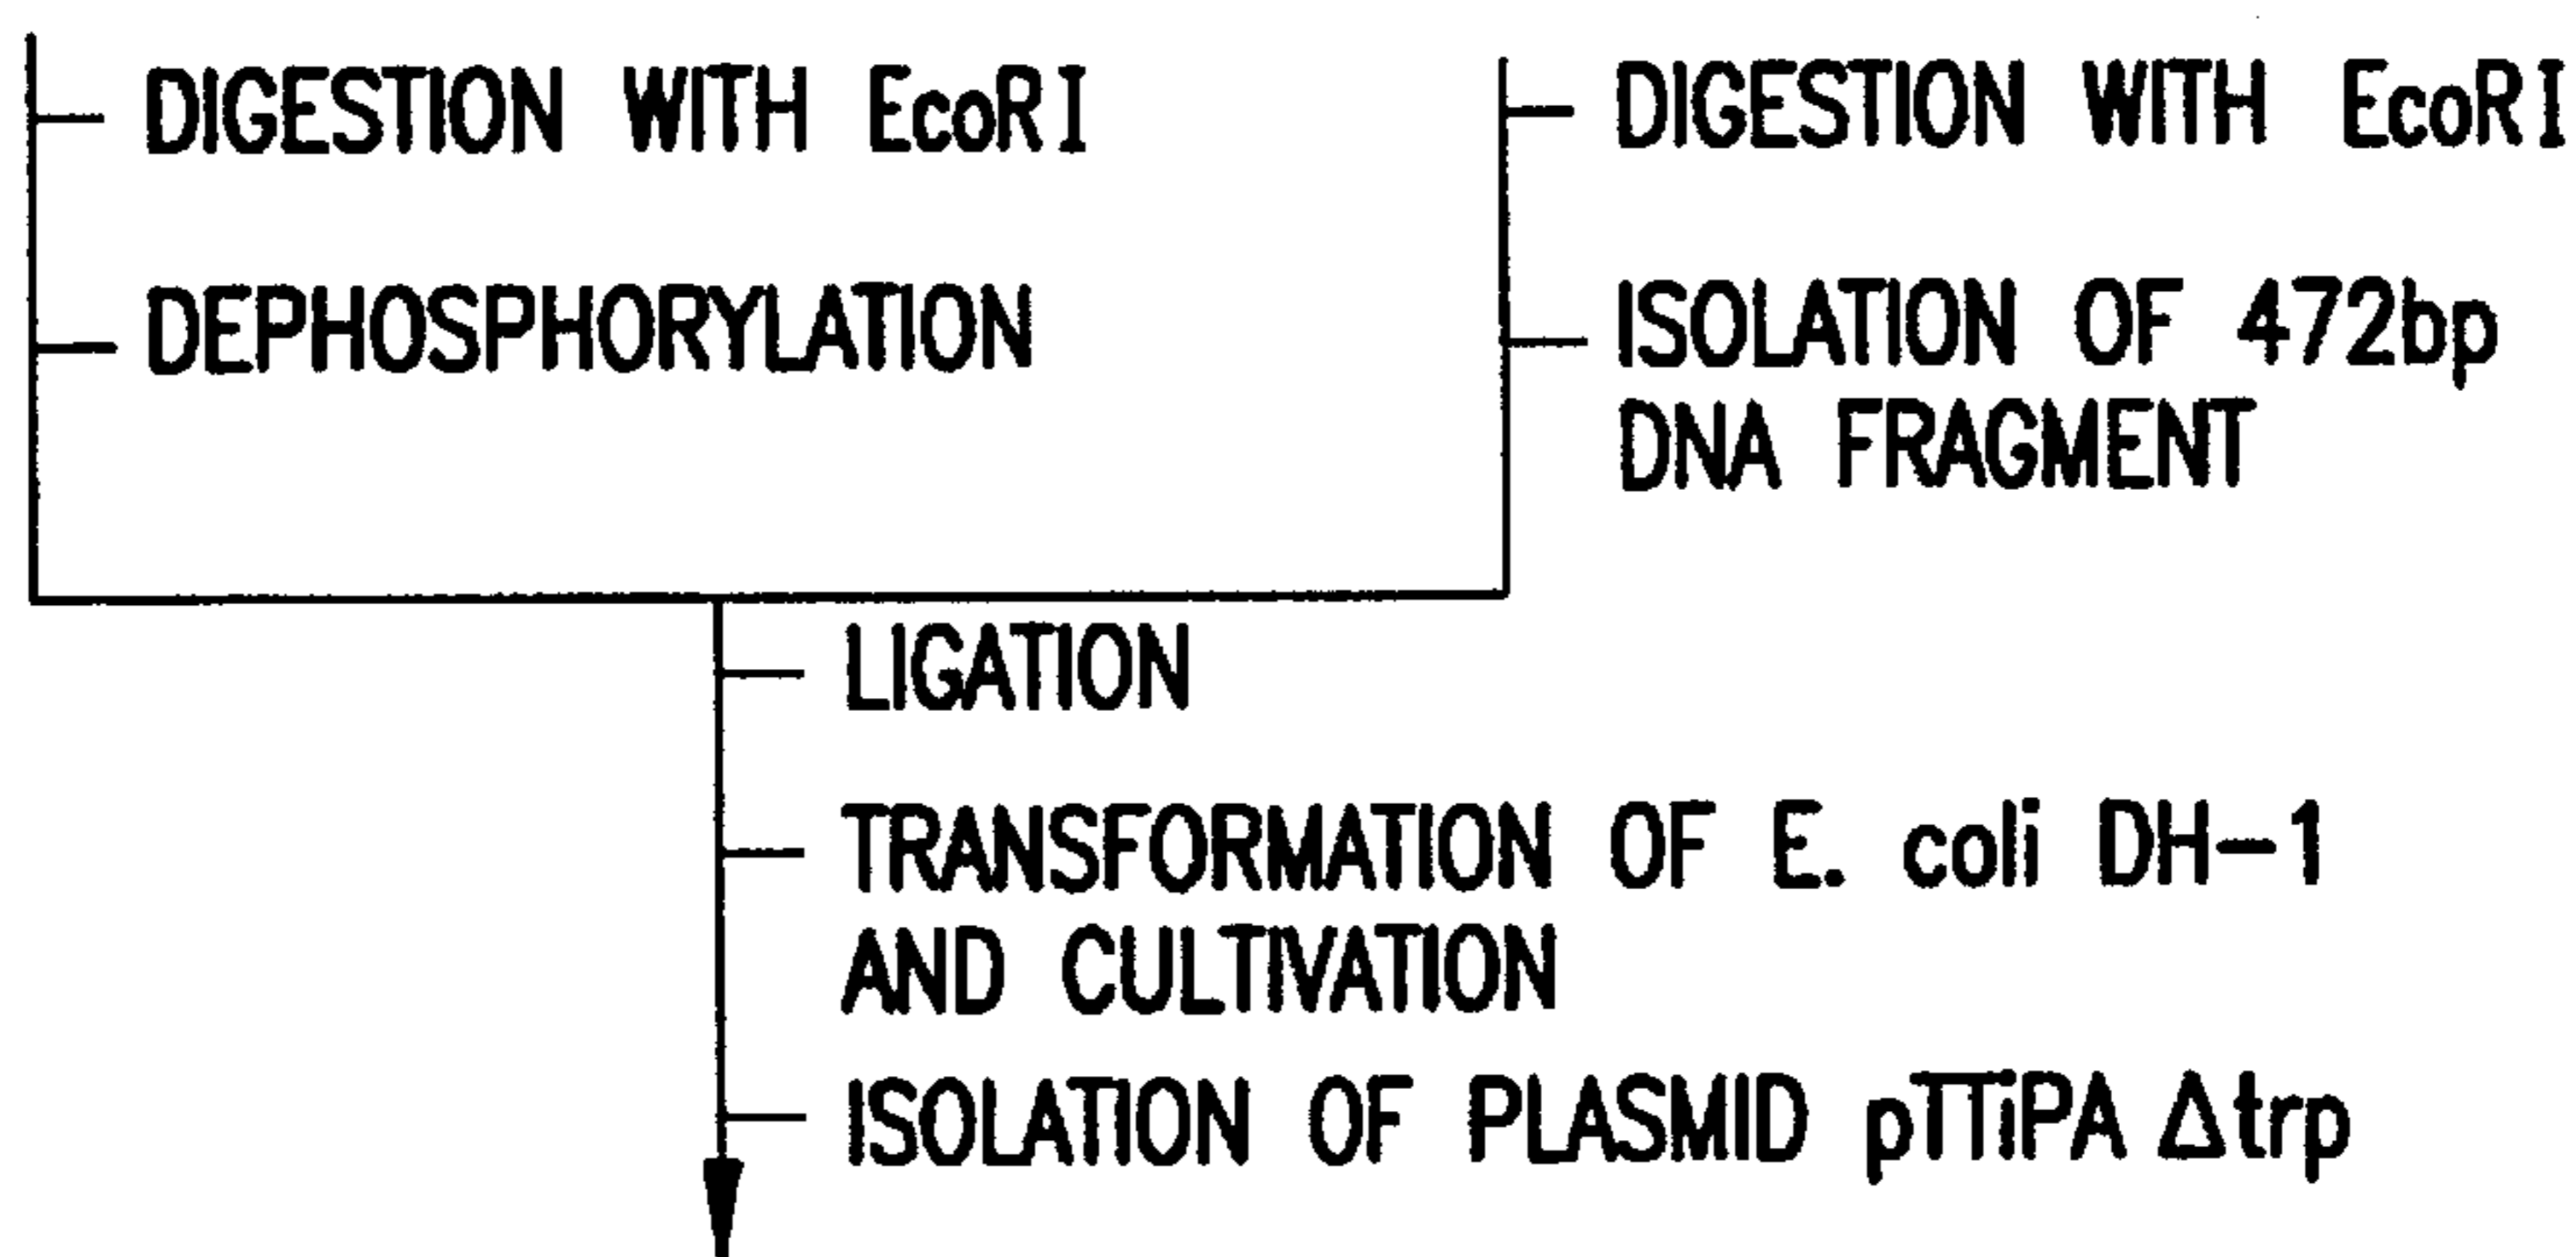 DIGESTION WITH EcoRI
DEPHOSPHORYLATION
DIGESTION WITH EcoRI
ISOLATION OF 472bp
DNA FRAGMENT
LIGATION
TRANSFORMATION OF E. coli DH-1
AND CULTIVATION
ISOLATION OF PLASMID pTTiPA Δtrp